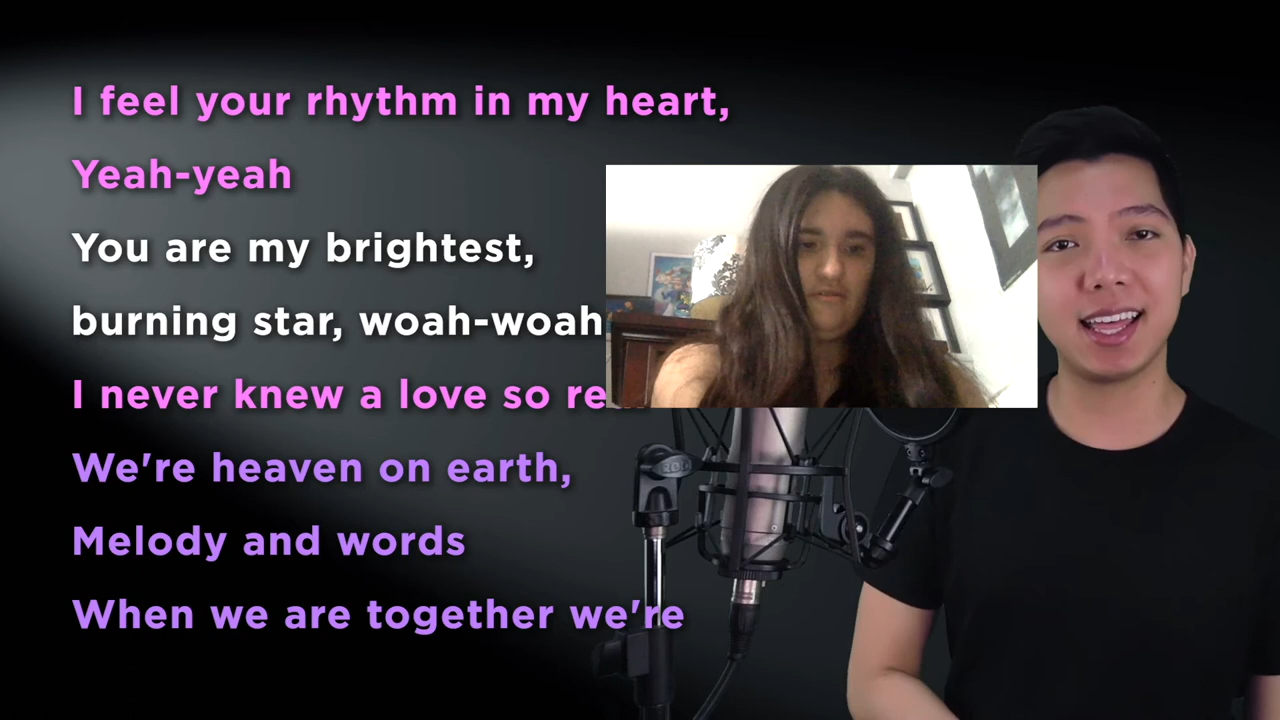 I feel your rhythm in my heart,
Yeah-yeah
You are my brightest,
burning star, woah-woah
I never knew a love so
We're heaven on earth,
Melody and words
When we are together we're